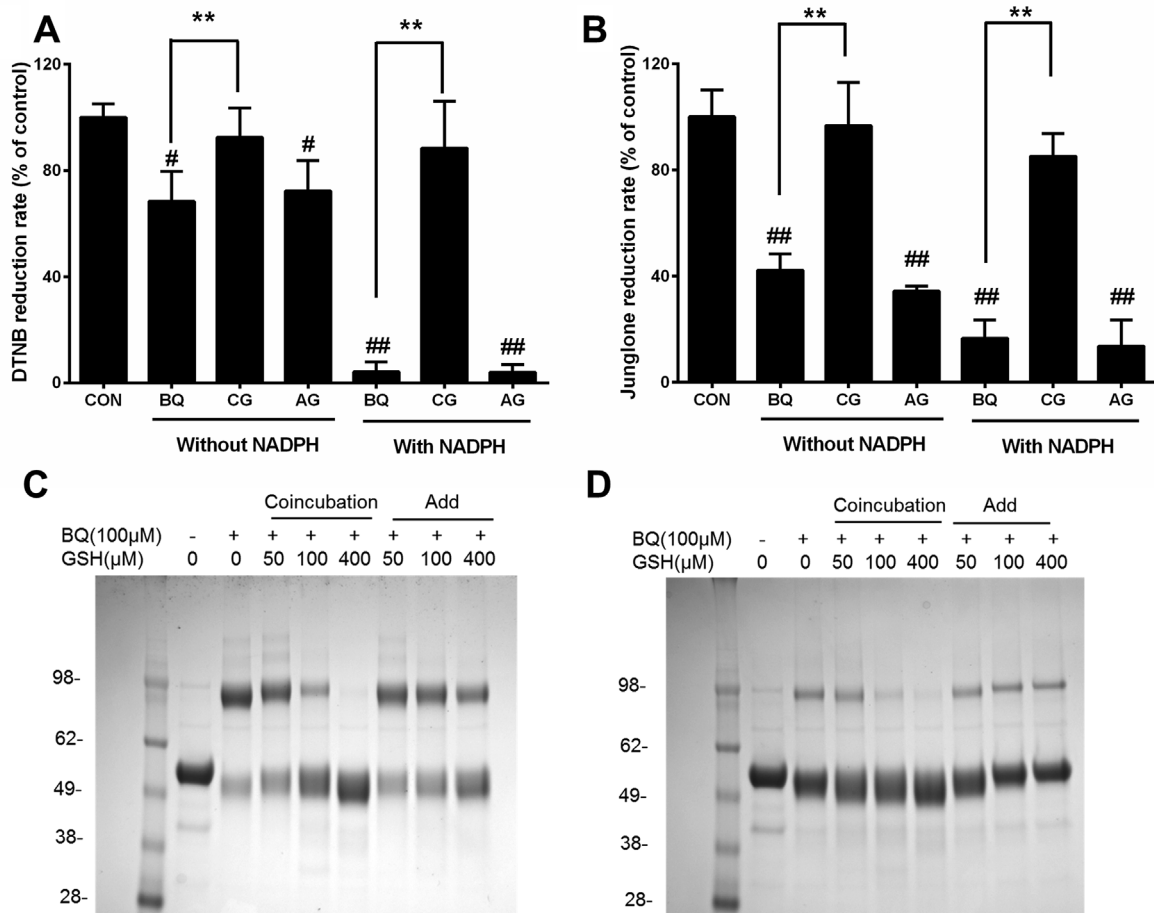 A
**
**
DTNB reduction rate (% of control)
120
80
40
0
#
#
##
##
CON BQ CG AG BQ CG AG
Without NADPH With NADPH
B
**
**
Junglone reduction rate (% of control)
120
80
40
0
##
##
##
##
CON BQ CG AG BQ CG AG
Without NADPH With NADPH
C
Coincubation Add
BQ(100µM) - + + + + + + +
GSH(µM) 0 0 50 100 400 50 100 400
98-
62-
49-
38-
28-
D
Coincubation Add
BQ(100µM) - + + + + + + +
GSH(µM) 0 0 50 100 400 50 100 400
98-
62-
49-
38-
28-